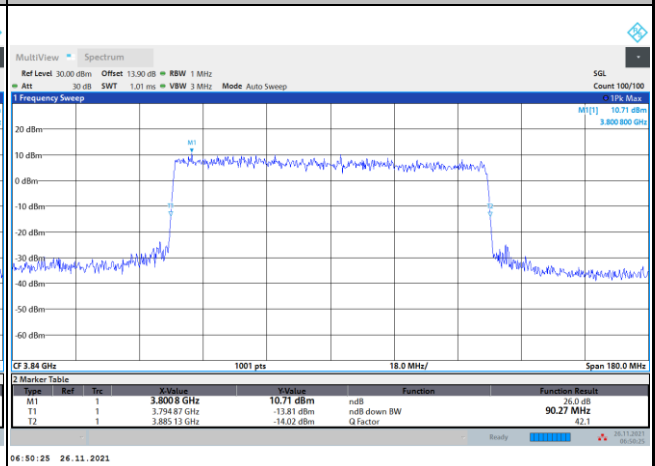 MultiView Spectrum
Ref Level 30.00 dBm Offset 13.90 dB RBW 1 MHz SGL
Att 30 dB SWT 1.01 ms VBW 3 MHz Mode Auto Sweep Count 100/100
1 Frequency Sweep 1Pk Max
M1[1] 10.71 dBm
3.800 800 GHz
20 dBm
M1
10 dBm
0 dBm
-10 dBm
-20 dBm
-30 dBm
-40 dBm
-50 dBm
-60 dBm
CF 3.84 GHz 1001 pts 18.0 MHz/ Span 180.0 MHz
2 Marker Table
Type Ref Trc X-Value Y-Value Function Function Result
M1 1 3.800 8 GHz 10.71 dBm ndB 26.0 dB
T1 1 3.794 87 GHz -13.81 dBm ndB down BW 90.27 MHz
T2 1 3.885 13 GHz -14.02 dBm Q Factor 42.1
Ready 26.11.2021
06:50:25
06:50:25 26.11.2021